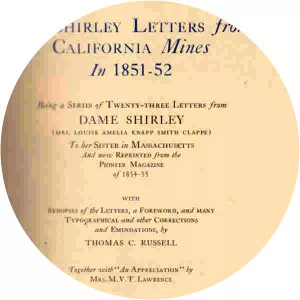 SHIRLEY LETTERS from
CALIFORNIA Mines
In 1851-52
Being a SERIES of TWENTY-THREE LETTERS from
DAME SHIRLEY
(MRS. LOUISE AMELIA KNAPP SMITH CLAPPE)
To her SISTER in MASSACHUSETTS
And now REPRINTED from the
PIONEER MAGAZINE
of 1854-55
WITH
SYNOPSES of the LETTERS, a FOREWORD, and MANY
TYPOGRAPHICAL and other CORRECTIONS
and EMENDATIONS, by
THOMAS C. RUSSELL
Together with "An APPRECIATION" by
MRS. M.V.T. LAWRENCE